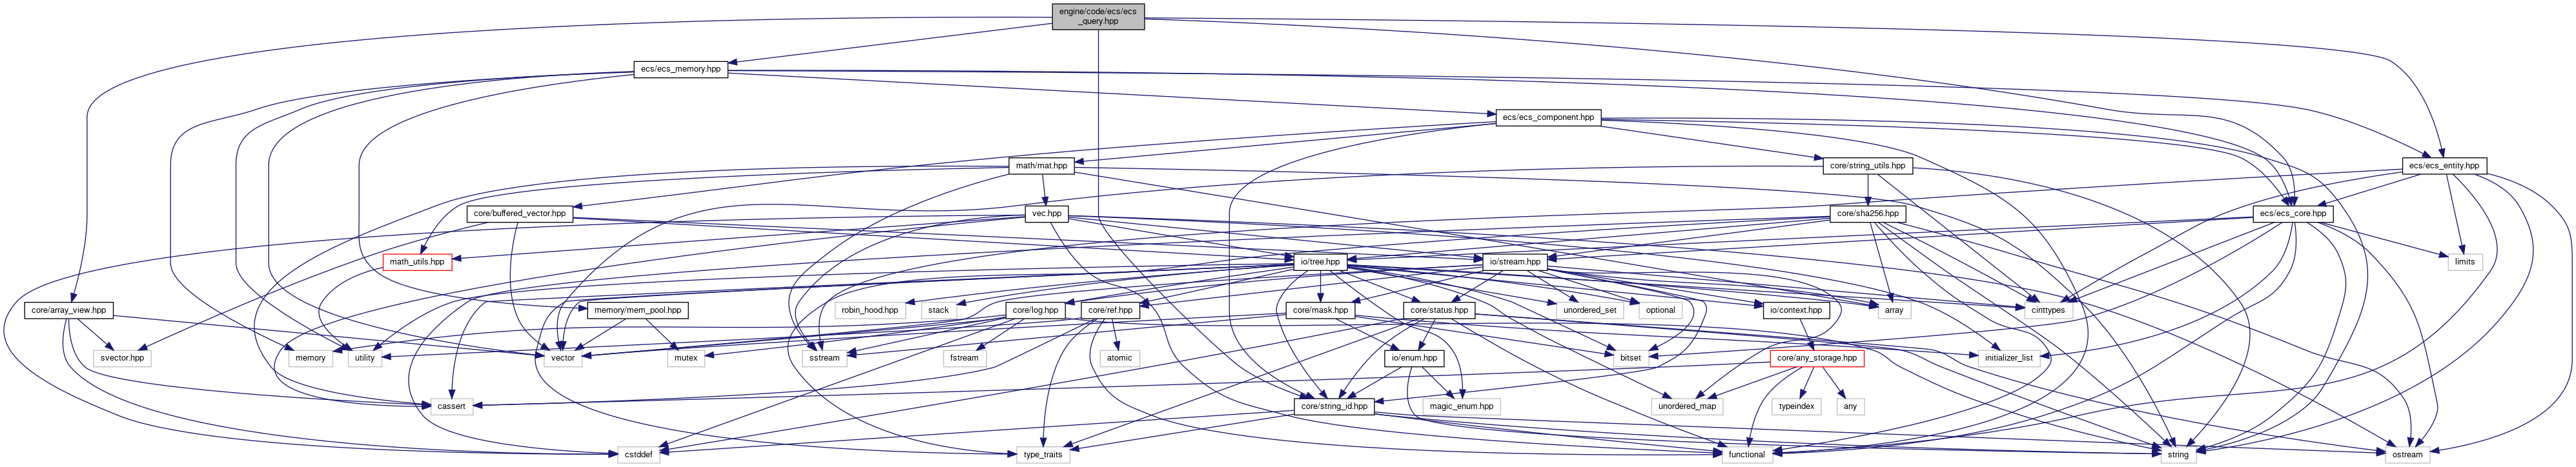 engine/code/ecs/ecs
_query.hpp
ecs/ecs_memory.hpp
ecs/ecs_component.hpp
math/mat.hpp
core/string_utils.hpp
ecs/ecs_entity.hpp
core/buffered_vector.hpp
vec.hpp
core/sha256.hpp
ecs/ecs_core.hpp
math_utils.hpp
io/tree.hpp
io/stream.hpp
limits
core/array_view.hpp
memory/mem_pool.hpp
robin_hood.hpp
stack
core/log.hpp
core/ref.hpp
core/mask.hpp
core/status.hpp
unordered_set
optional
io/context.hpp
array
cinttypes
svector.hpp
memory
utility
vector
mutex
sstream
fstream
atomic
io/enum.hpp
bitset
core/any_storage.hpp
initializer_list
cassert
core/string_id.hpp
magic_enum.hpp
unordered_map
typeindex
any
cstddef
type_traits
functional
string
ostream